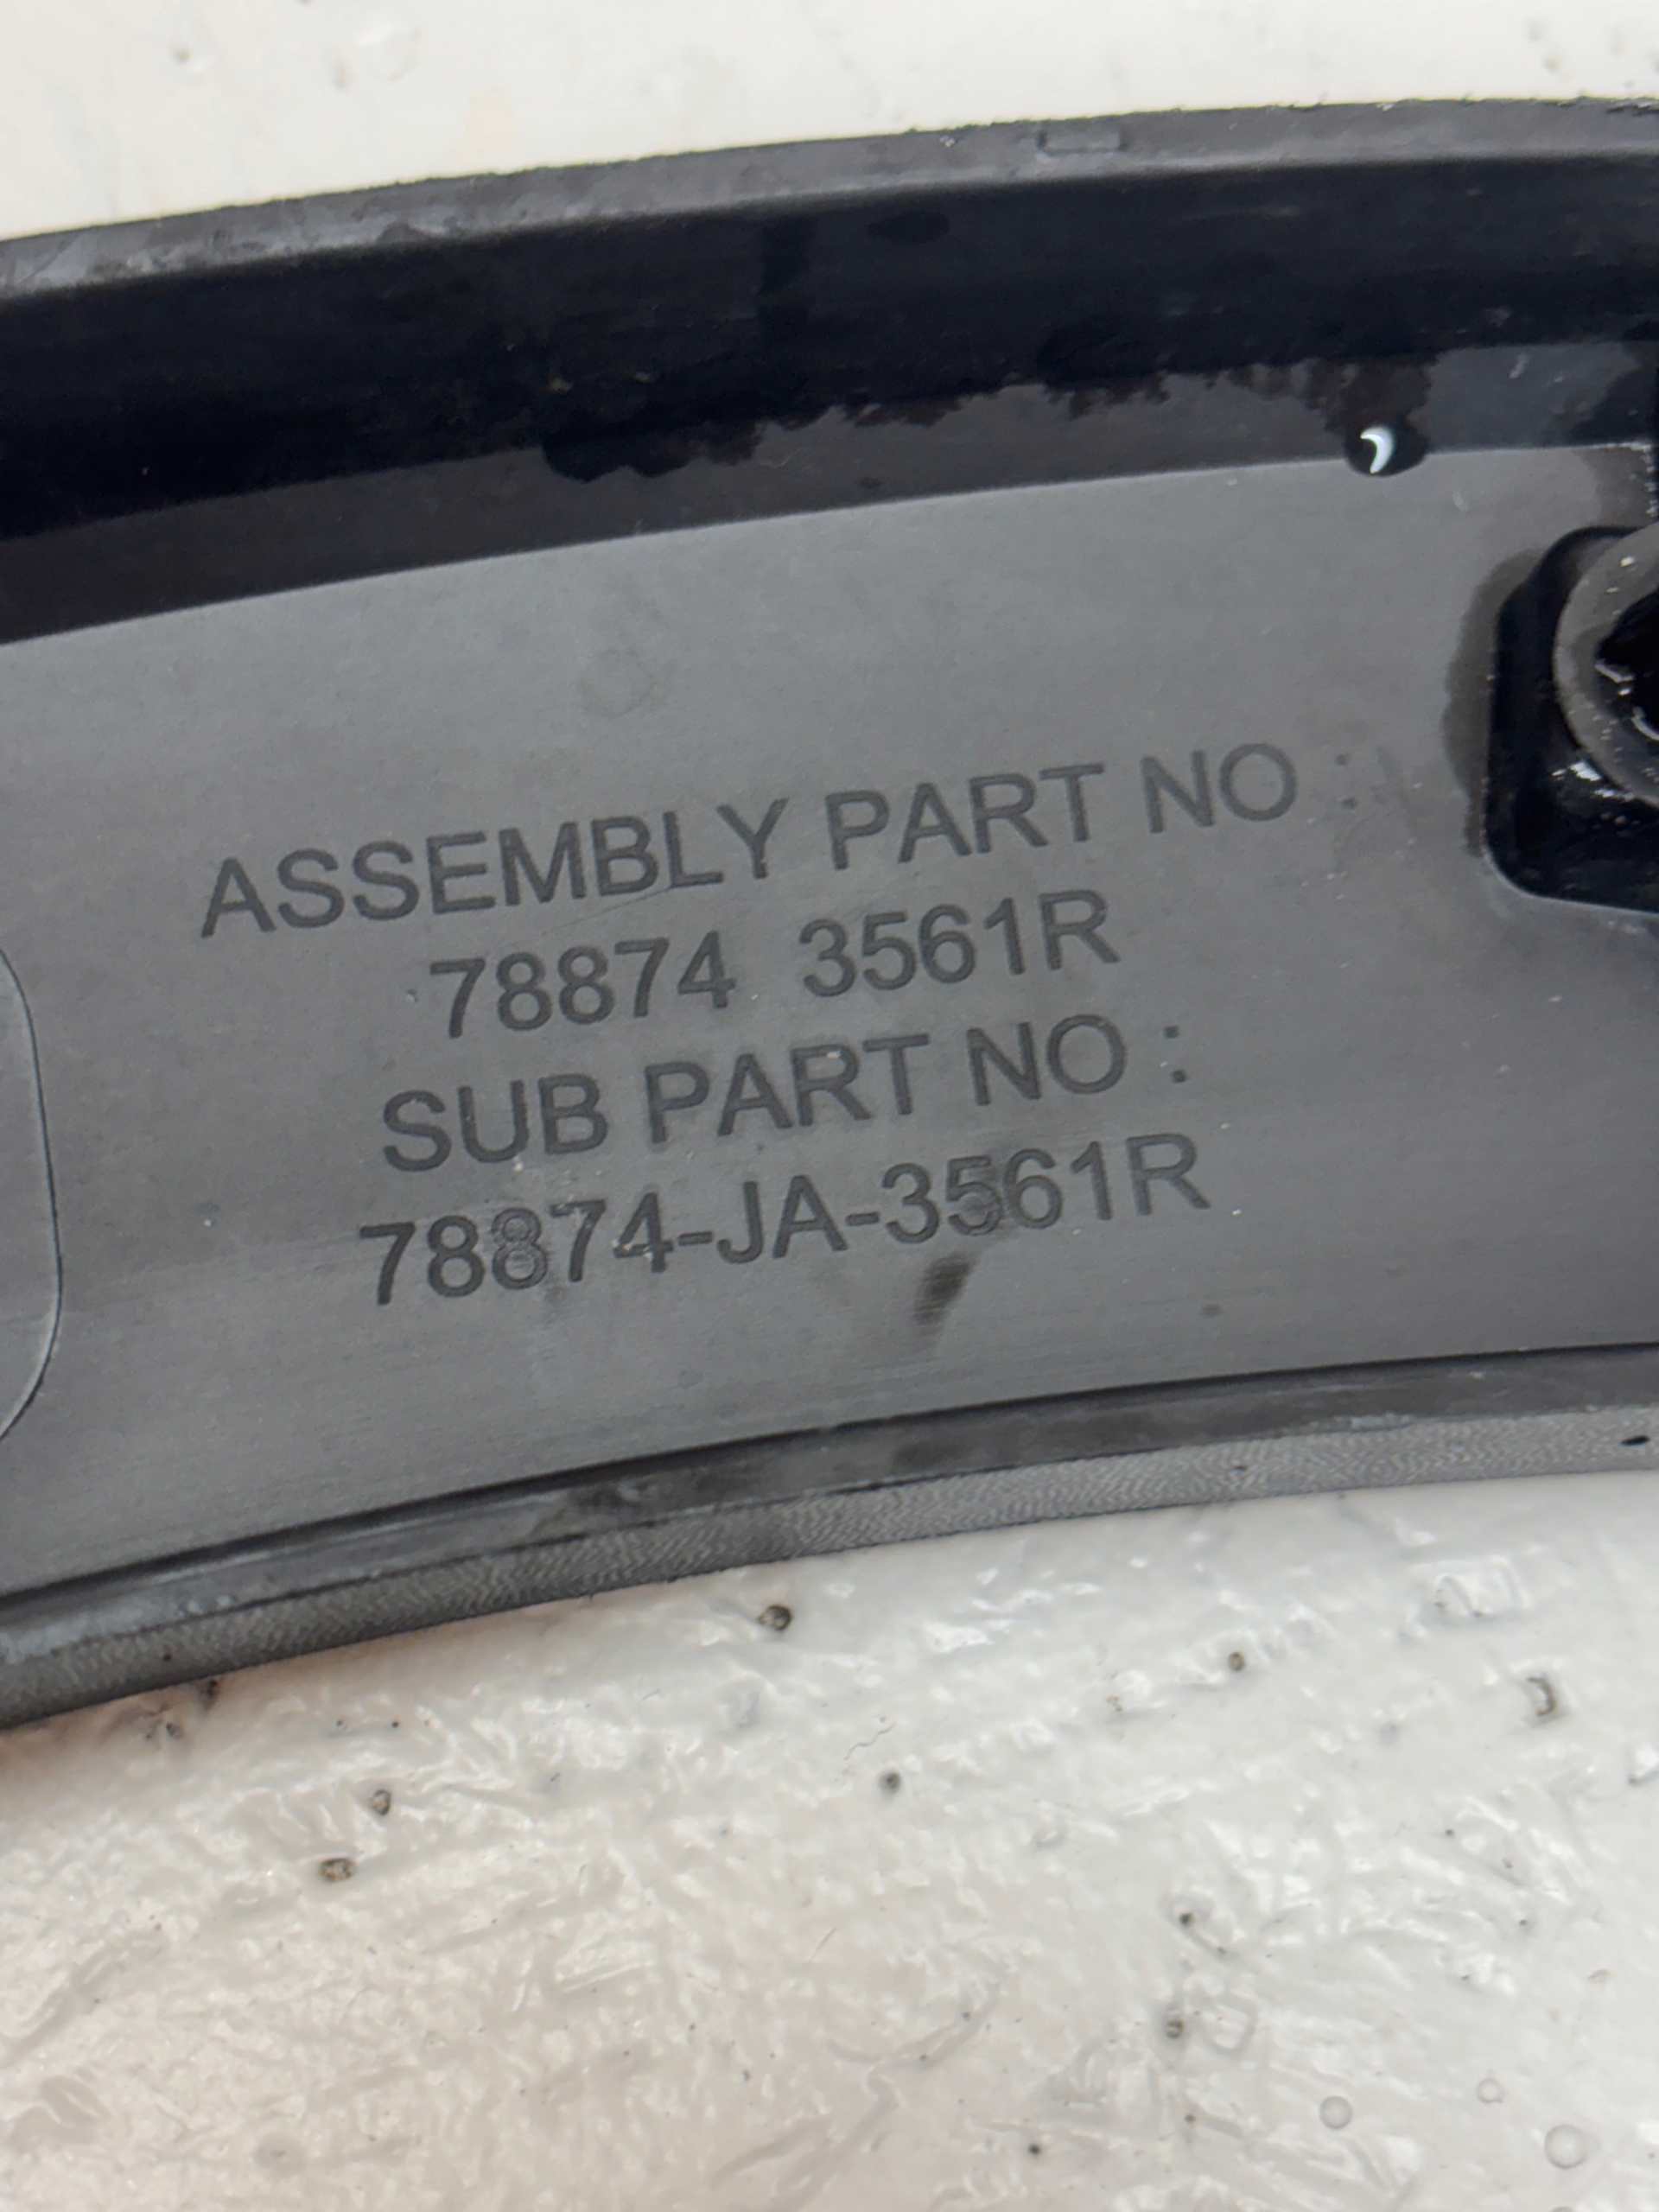 ASSEMBLY PART NO :
78874 3561R
SUB PART NO :
78874-JA-3561R